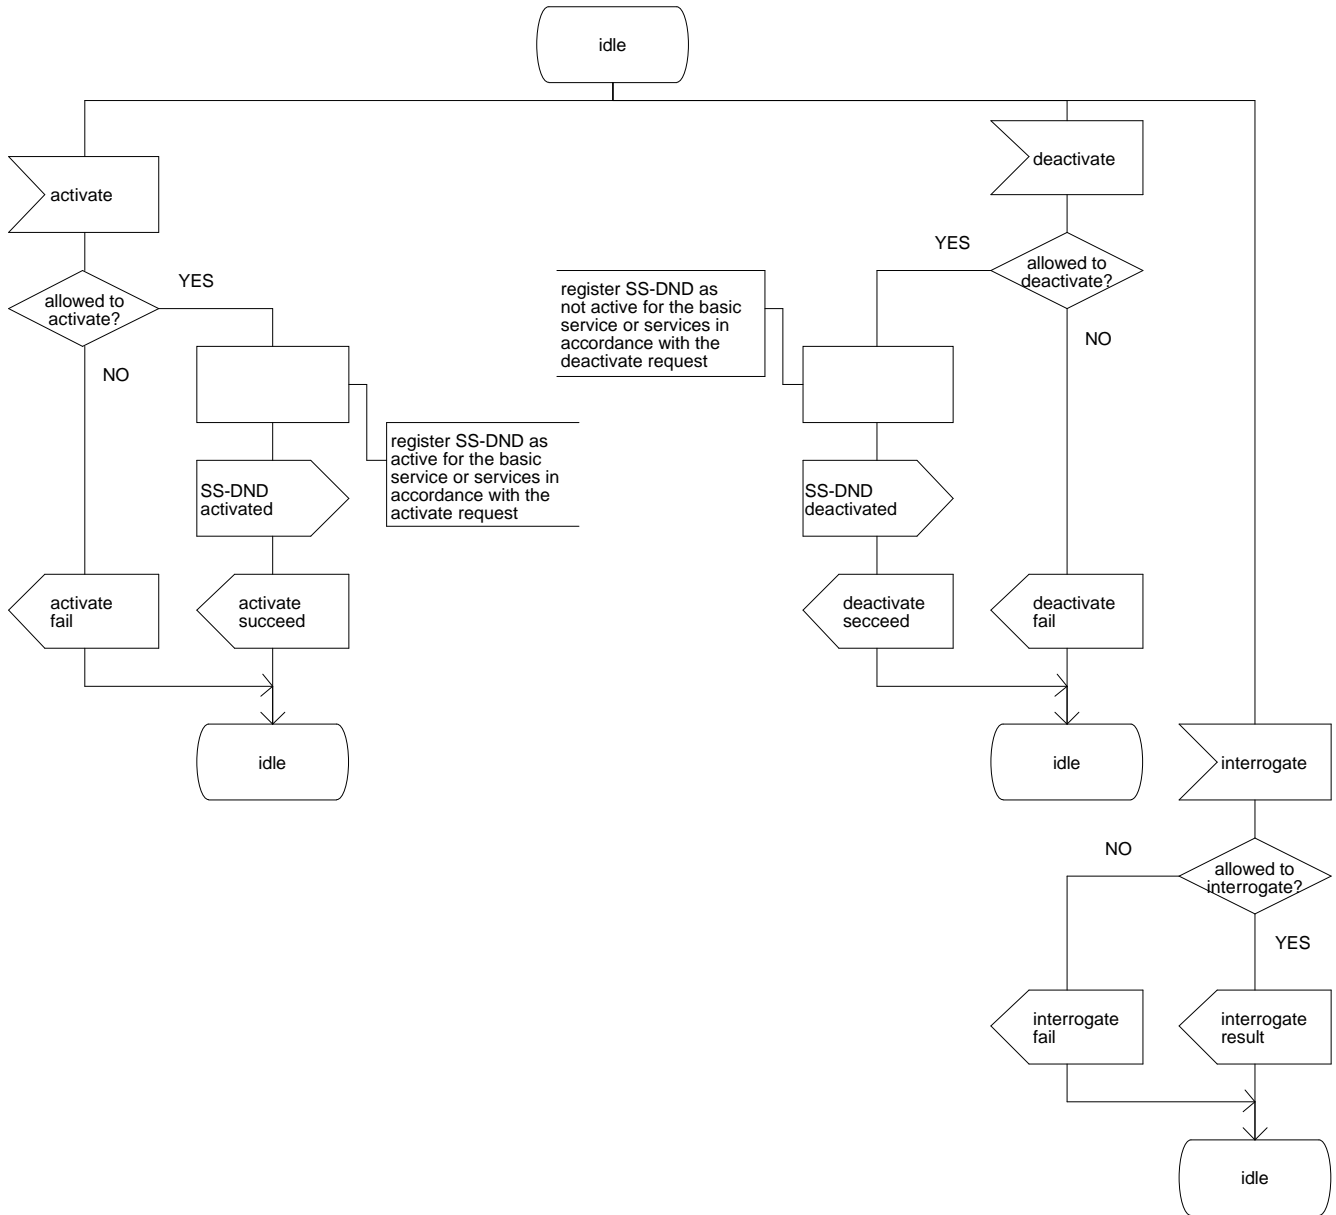 idle
activate
deactivate
YES
allowed to
activate?
NO
YES
allowed to
deactivate?
NO
register SS-DND as
not active for the basic
service or services in
accordance with the
deactivate request
register SS-DND as
active for the basic
service or services in
accordance with the
activate request
SS-DND
activated
SS-DND
deactivated
activate
fail
activate
succeed
deactivate
secceed
deactivate
fail
idle
idle
interrogate
NO
allowed to
interrogate?
YES
interrogate
fail
interrogate
result
idle